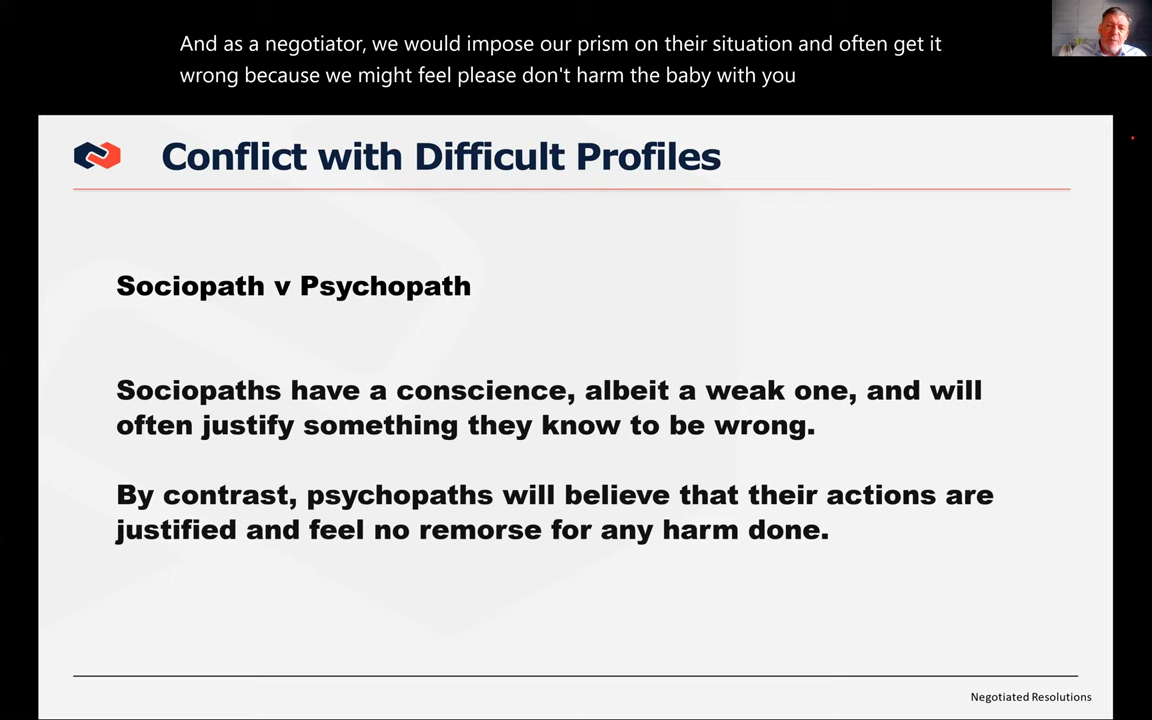 And as a negotiator, we would impose our prism on their situation and often get it
wrong because we might feel please don't harm the baby with you
Conflict with Difficult Profiles
Sociopath v Psychopath
Sociopaths have a conscience, albeit a weak one, and will
often justify something they know to be wrong.
By contrast, psychopaths will believe that their actions are
justified and feel no remorse for any harm done.
Negotiated Resolutions